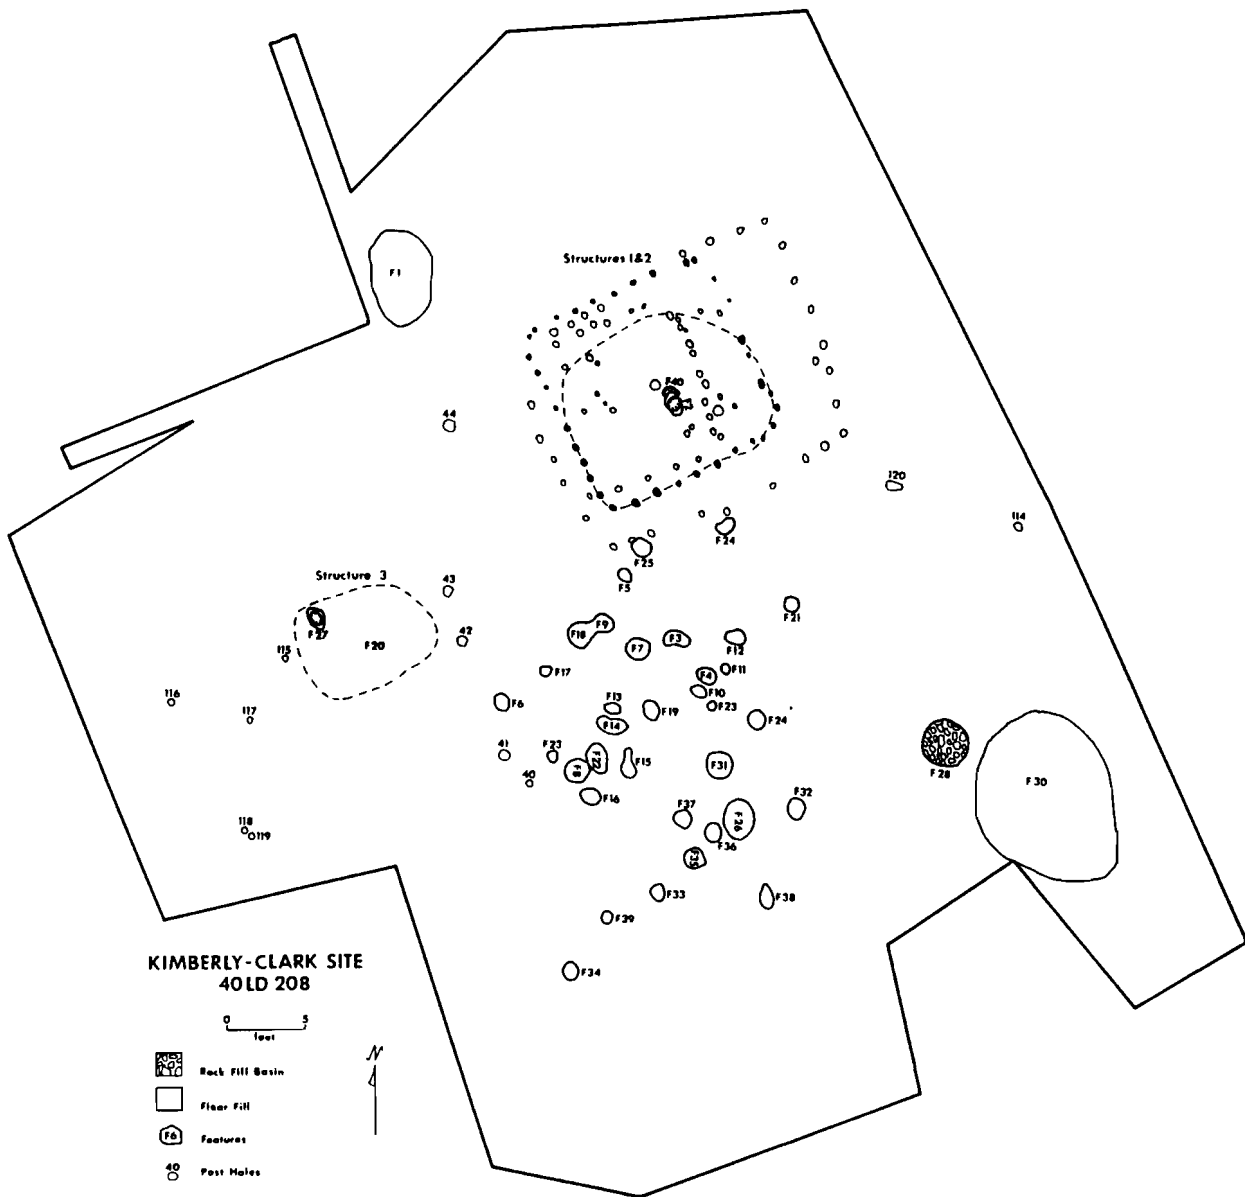 Structures 1&2
F1
F40
44
120
114
F24
F25
F5
43
Structure 3
F27
F20
42
115
116
117
F21
F9
F18
F7
F3
F12
F17
F4
F11
F10
F23
F6
F13
F19
F14
F24
41
F23
F22
F8
F15
F31
40
F16
F28
F30
F37
F26
F32
F36
118
119
F35
F33
F38
F39
F34
KIMBERLY-CLARK SITE
40LD 208
0 5
feet
N
Rock Fill Basin
Floor Fill
F6 Features
40 Post Holes